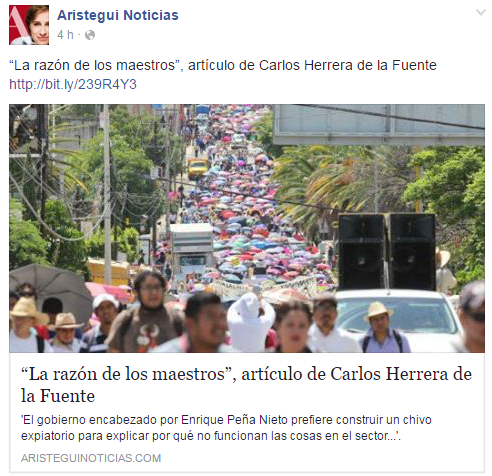 Aristegui Noticias
4 h ·
“La razón de los maestros”, artículo de Carlos Herrera de la Fuente
http://bit.ly/239R4Y3
“La razón de los maestros”, artículo de Carlos Herrera de
la Fuente
'El gobierno encabezado por Enrique Peña Nieto prefiere construir un chivo
expiatorio para explicar por qué no funcionan las cosas en el sector...'.
ARISTEGUINOTICIAS.COM